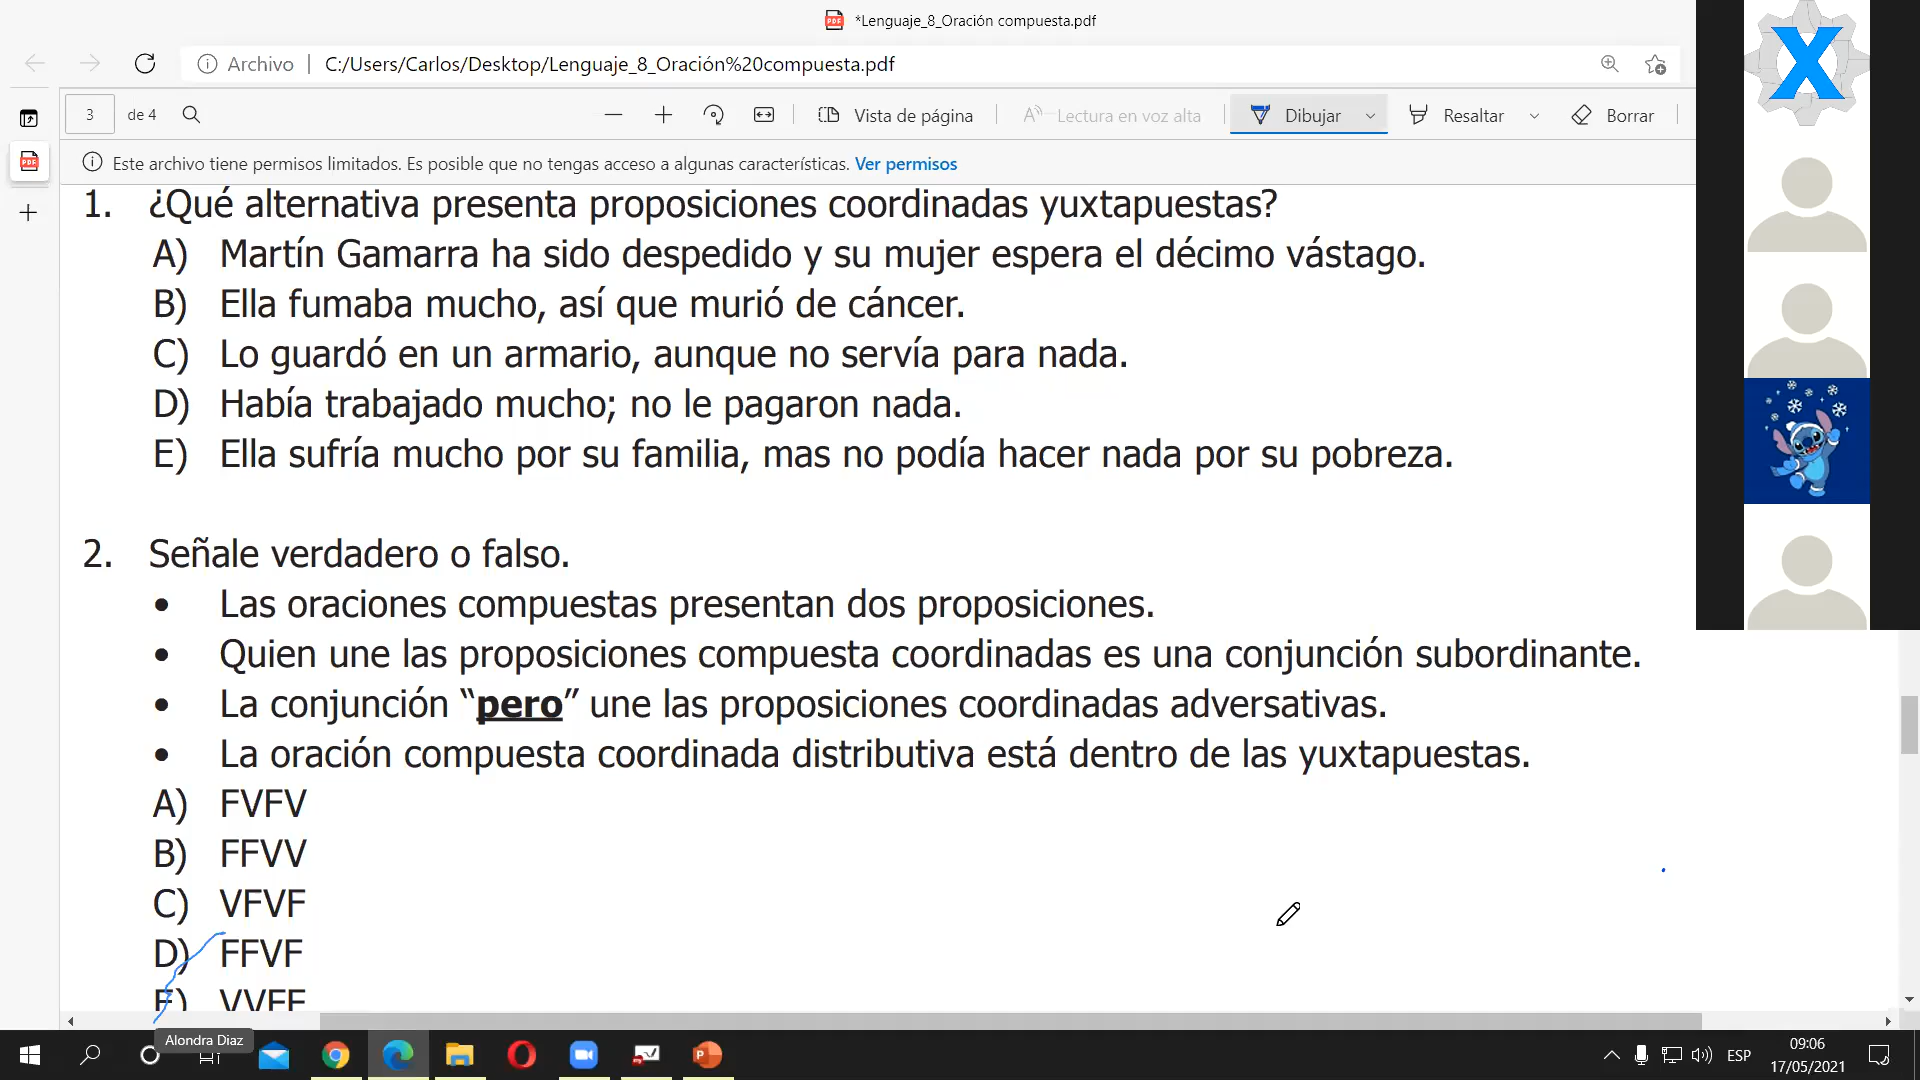 *Lenguaje_8_Oración compuesta.pdf
Archivo | C:/Users/Carlos/Desktop/Lenguaje_8_Oración%20compuesta.pdf
3 de 4 Vista de página Lectura en voz alta Dibujar Resaltar Borrar
Este archivo tiene permisos limitados. Es posible que no tengas acceso a algunas características. Ver permisos
1. ¿Qué alternativa presenta proposiciones coordinadas yuxtapuestas?
A) Martín Gamarra ha sido despedido y su mujer espera el décimo vástago.
B) Ella fumaba mucho, así que murió de cáncer.
C) Lo guardó en un armario, aunque no servía para nada.
D) Había trabajado mucho; no le pagaron nada.
E) Ella sufría mucho por su familia, mas no podía hacer nada por su pobreza.
2. Señale verdadero o falso.
• Las oraciones compuestas presentan dos proposiciones.
• Quien une las proposiciones compuesta coordinadas es una conjunción subordinante.
• La conjunción “pero” une las proposiciones coordinadas adversativas.
• La oración compuesta coordinada distributiva está dentro de las yuxtapuestas.
A) FVFV
B) FFVV
C) VFVF
D) FFVF
E) VVFF
Alondra Diaz
ESP
09:06
17/05/2021
X